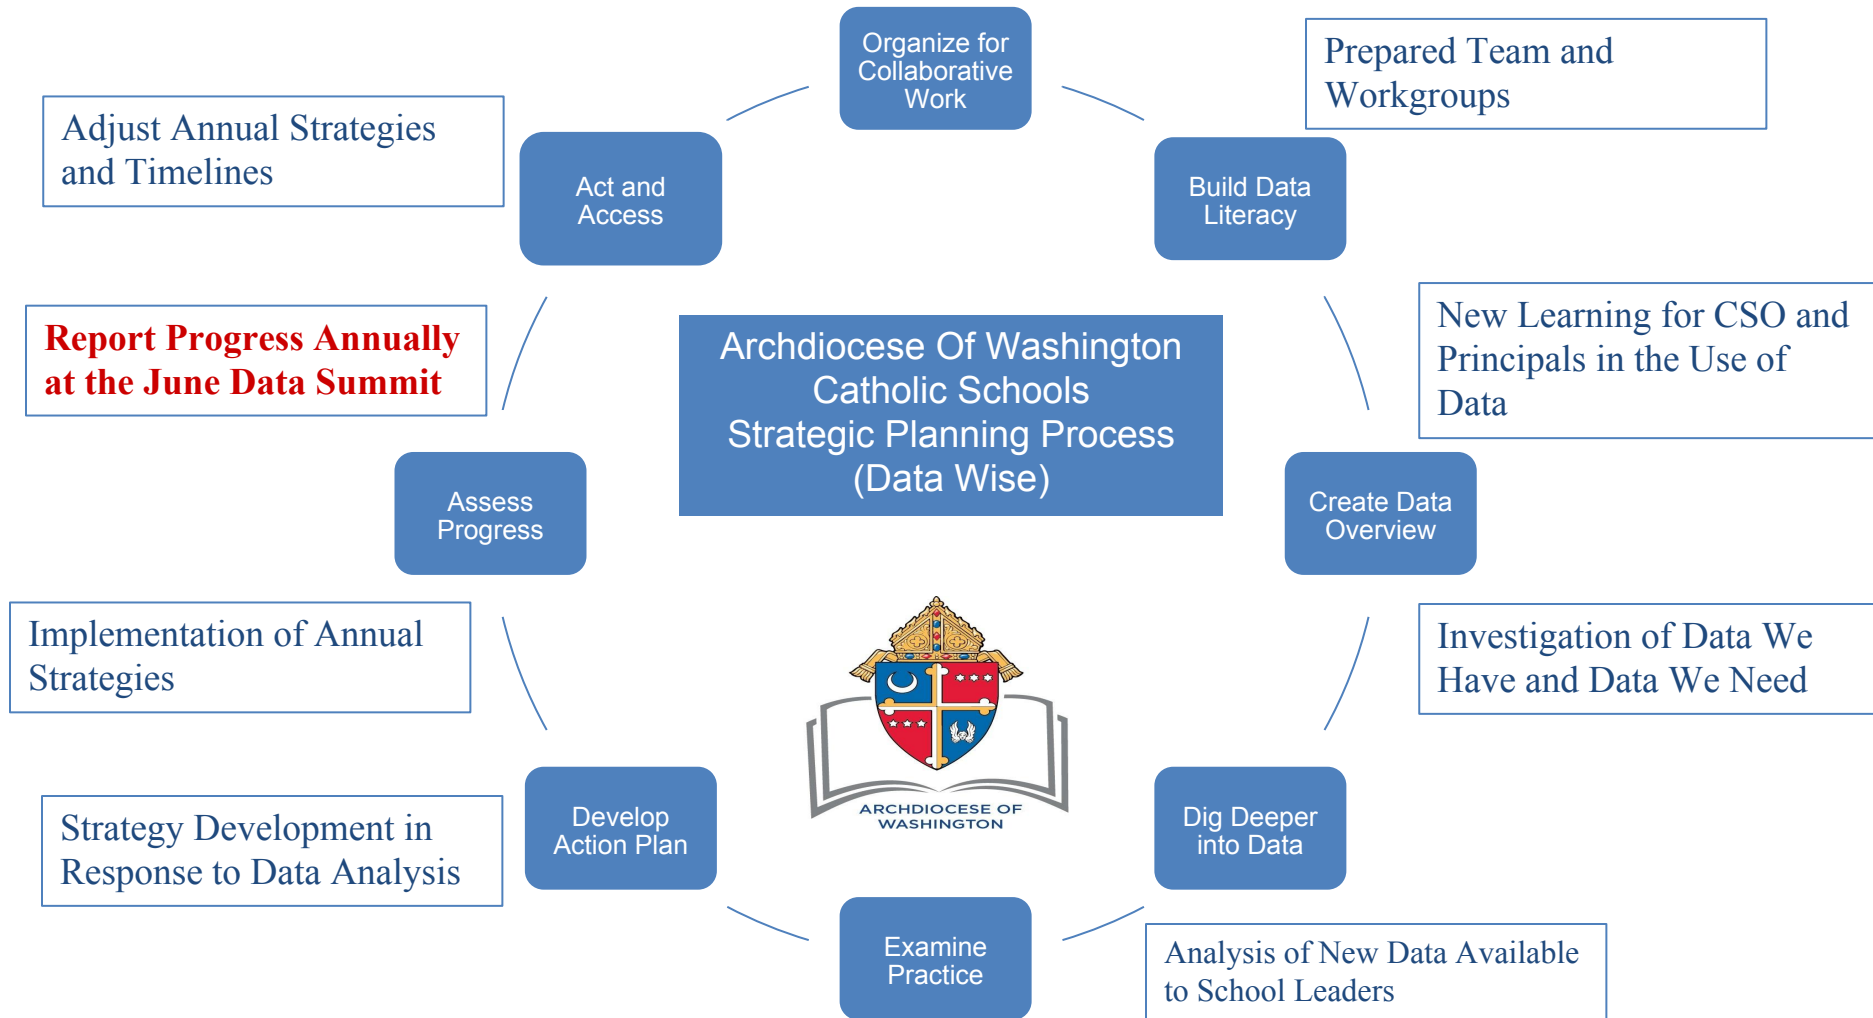 Organize for
Collaborative
Work
Prepared Team and
Workgroups
Build Data
Literacy
New Learning for CSO and
Principals in the Use of
Data
Create Data
Overview
Investigation of Data We
Have and Data We Need
Dig Deeper
into Data
Analysis of New Data Available
to School Leaders
Examine
Practice
Develop
Action Plan
Strategy Development in
Response to Data Analysis
Implementation of Annual
Strategies
Assess
Progress
Report Progress Annually
at the June Data Summit
Act and
Access
Adjust Annual Strategies
and Timelines
Archdiocese Of Washington
Catholic Schools
Strategic Planning Process
(Data Wise)
ARCHDIOCESE OF
WASHINGTON